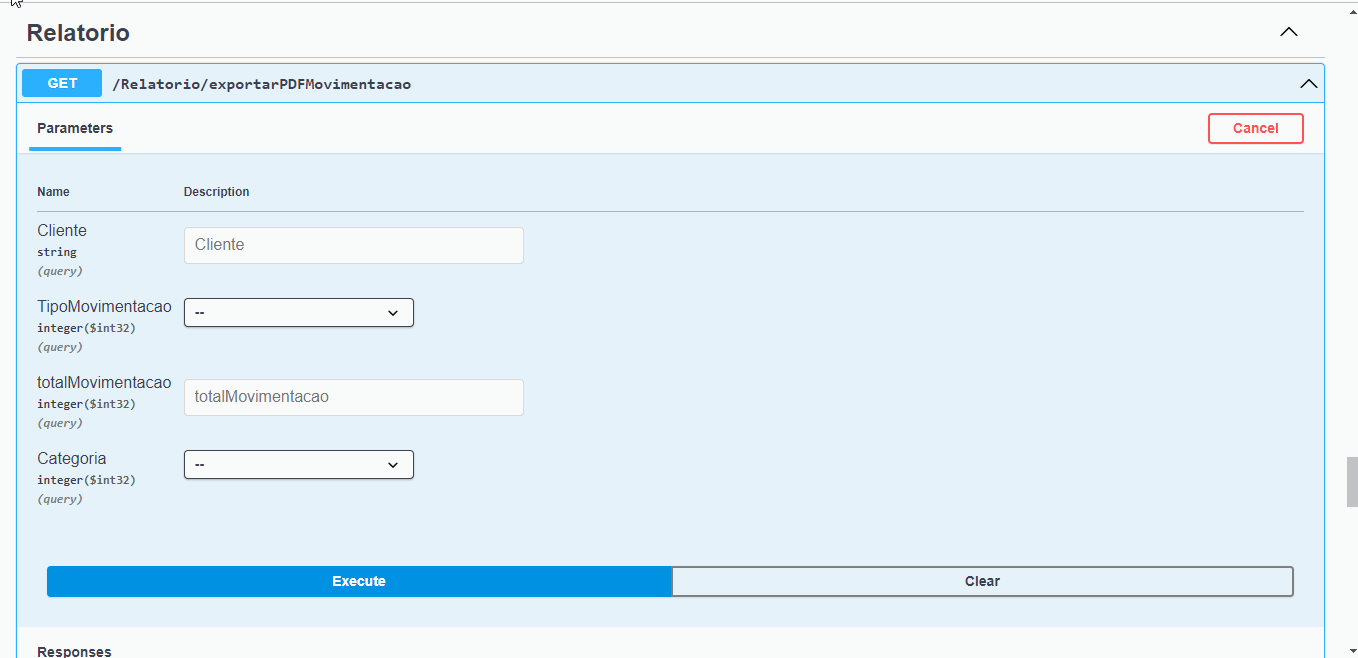 Relatorio
GET /Relatorio/exportarPDFMovimentacao
Parameters Cancel
Name Description
Cliente
string
(query)
Cliente
TipoMovimentacao
integer($int32)
(query)
--
totalMovimentacao
integer($int32)
(query)
totalMovimentacao
Categoria
integer($int32)
(query)
--
Execute Clear
Responses